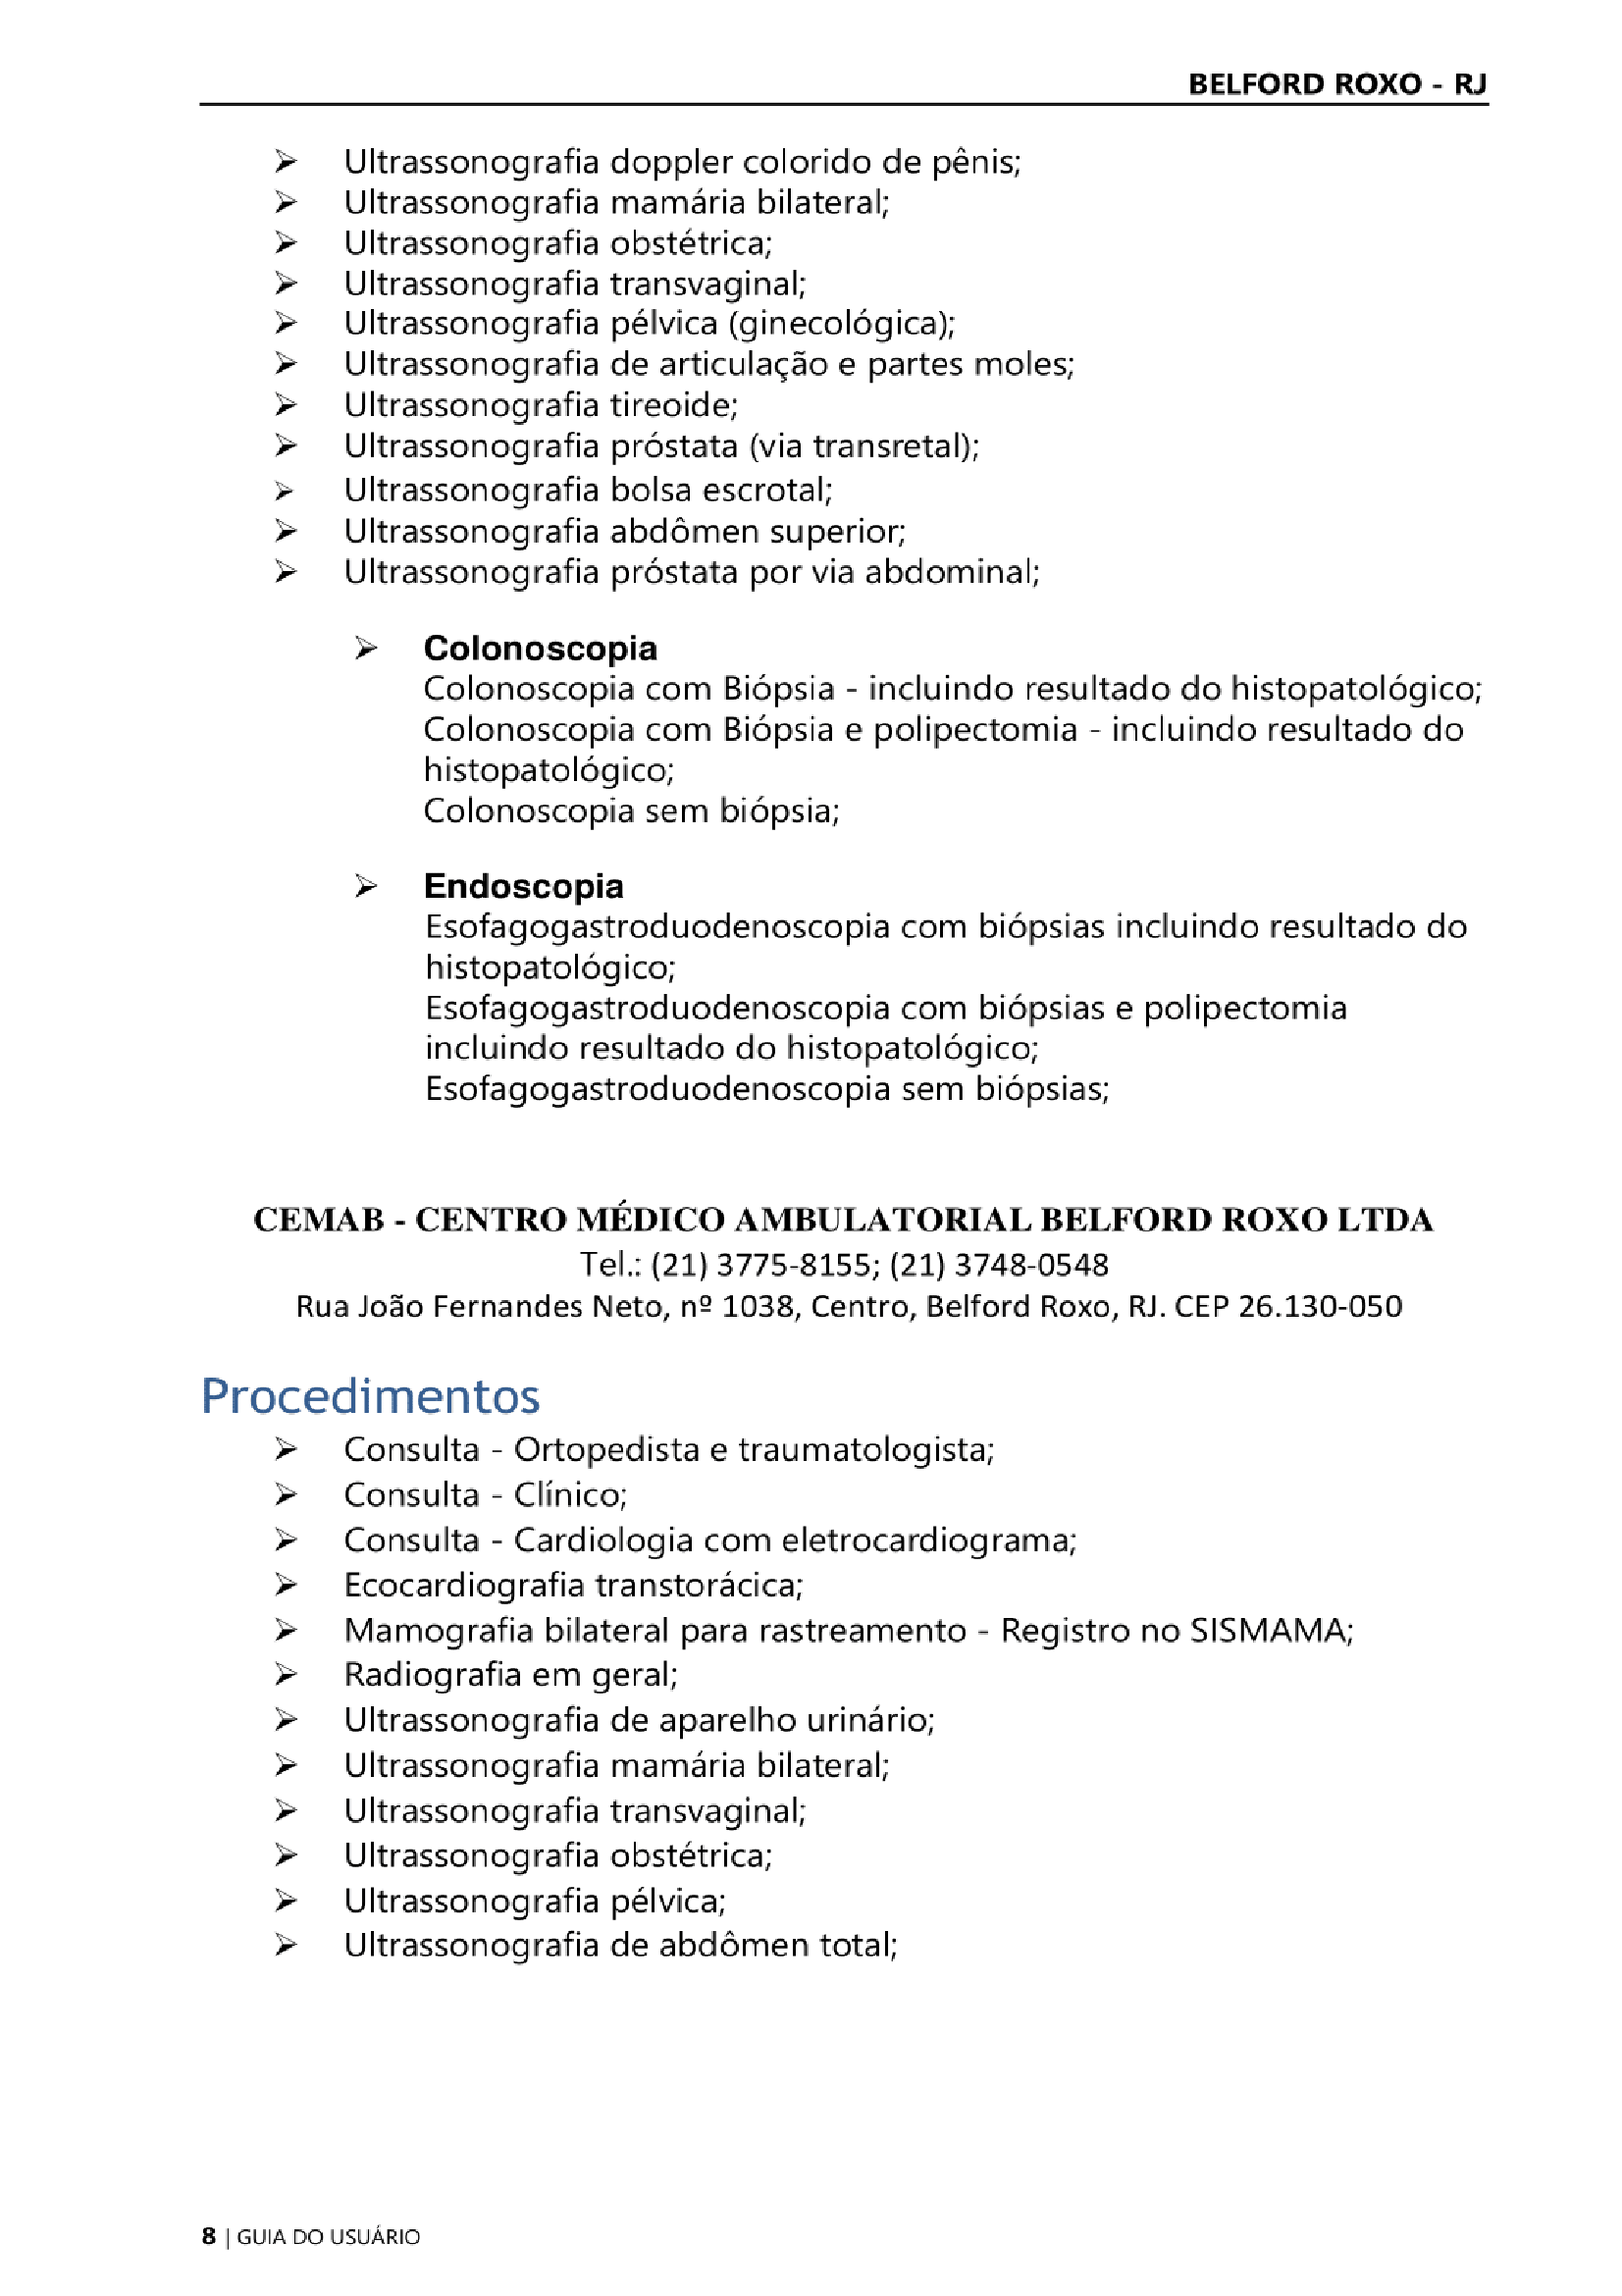 BELFORD ROXO - RJ
➢ Ultrassonografia doppler colorido de pênis;
➢ Ultrassonografia mamária bilateral;
➢ Ultrassonografia obstétrica;
➢ Ultrassonografia transvaginal;
➢ Ultrassonografia pélvica (ginecológica);
➢ Ultrassonografia de articulação e partes moles;
➢ Ultrassonografia tireoide;
➢ Ultrassonografia próstata (via transretal);
➢ Ultrassonografia bolsa escrotal;
➢ Ultrassonografia abdômen superior;
➢ Ultrassonografia próstata por via abdominal;
➢ Colonoscopia
Colonoscopia com Biópsia - incluindo resultado do histopatológico;
Colonoscopia com Biópsia e polipectomia - incluindo resultado do
histopatológico;
Colonoscopia sem biópsia;
➢ Endoscopia
Esofagogastroduodenoscopia com biópsias incluindo resultado do
histopatológico;
Esofagogastroduodenoscopia com biópsias e polipectomia
incluindo resultado do histopatológico;
Esofagogastroduodenoscopia sem biópsias;
CEMAB - CENTRO MÉDICO AMBULATORIAL BELFORD ROXO LTDA
Tel.: (21) 3775-8155; (21) 3748-0548
Rua João Fernandes Neto, nº 1038, Centro, Belford Roxo, RJ. CEP 26.130-050
Procedimentos
➢ Consulta - Ortopedista e traumatologista;
➢ Consulta - Clínico;
➢ Consulta - Cardiologia com eletrocardiograma;
➢ Ecocardiografia transtorácica;
➢ Mamografia bilateral para rastreamento - Registro no SISMAMA;
➢ Radiografia em geral;
➢ Ultrassonografia de aparelho urinário;
➢ Ultrassonografia mamária bilateral;
➢ Ultrassonografia transvaginal;
➢ Ultrassonografia obstétrica;
➢ Ultrassonografia pélvica;
➢ Ultrassonografia de abdômen total;
8 | GUIA DO USUÁRIO